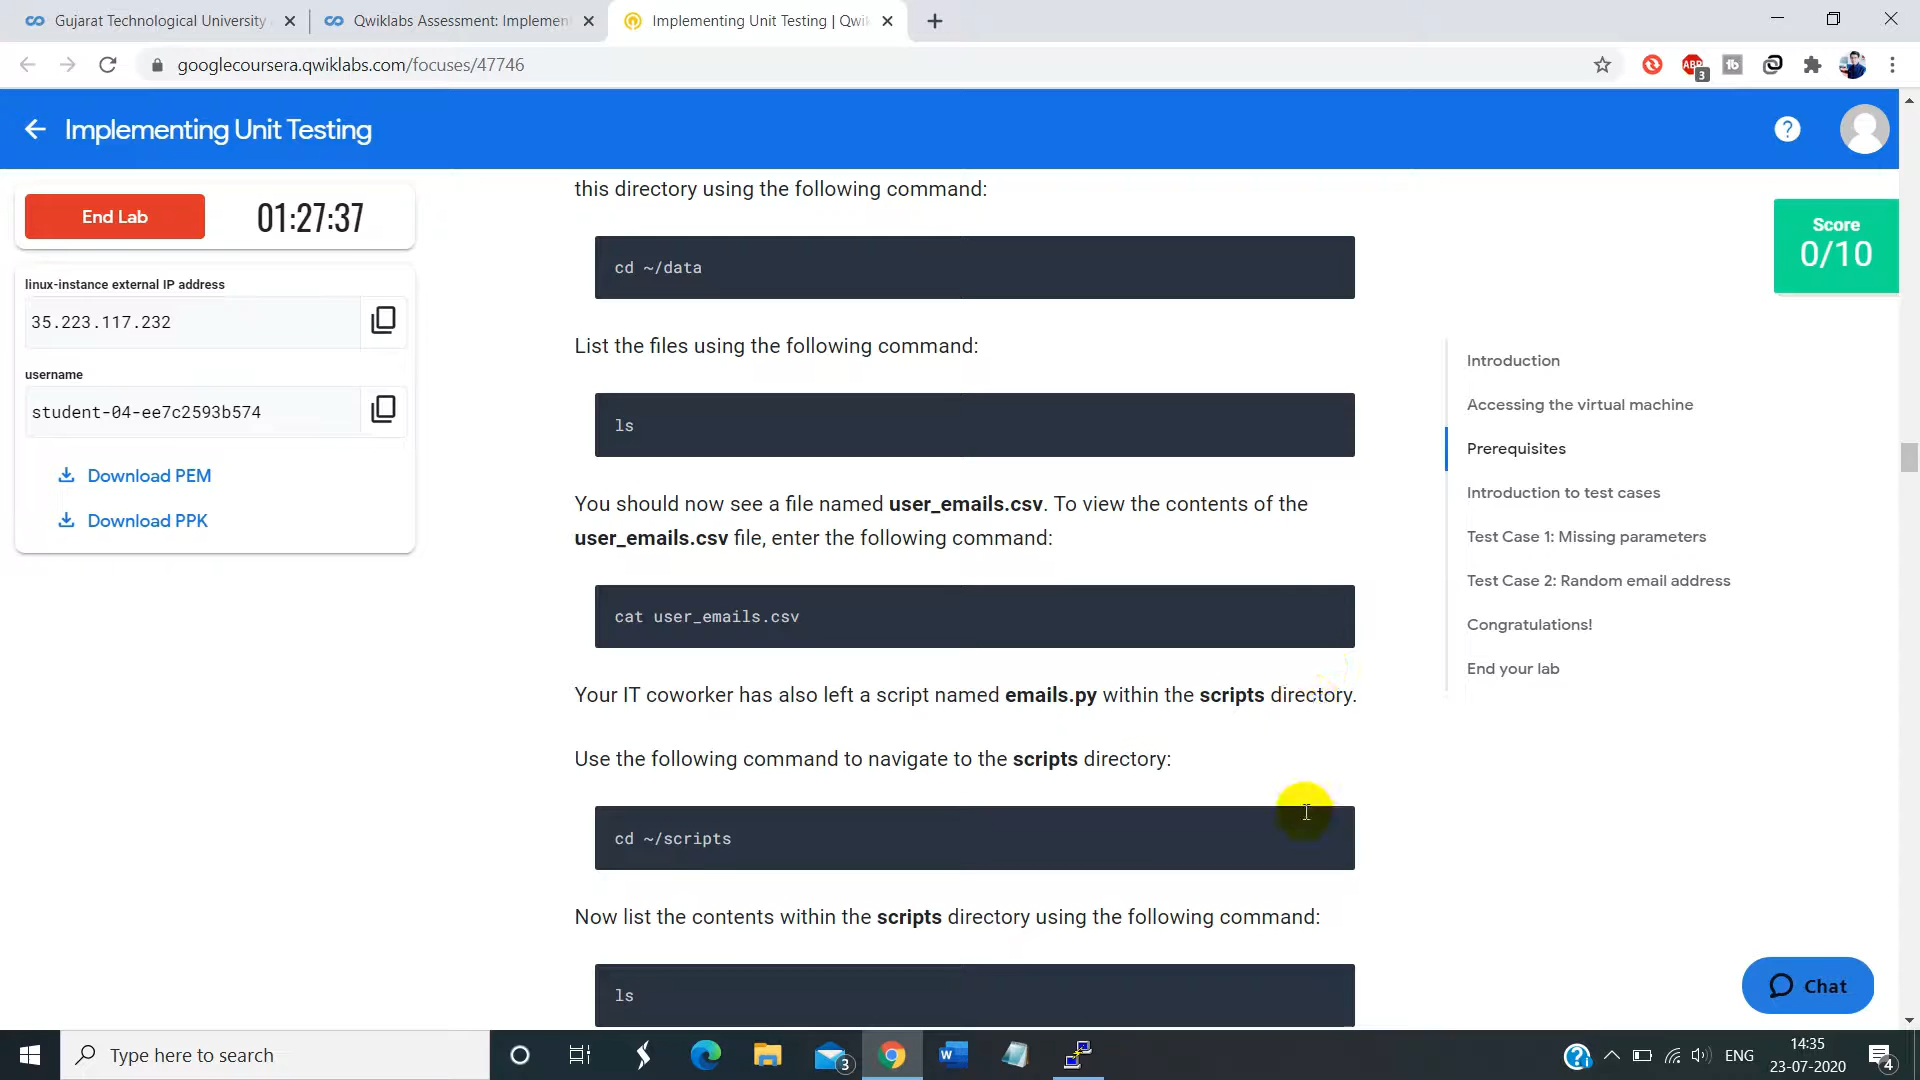 Gujarat Technological University
Qwiklabs Assessment: Implemen
Implementing Unit Testing | Qwi
googlecoursera.qwiklabs.com/focuses/47746
ABP
3
Implementing Unit Testing
?
End Lab
01:27:37
linux-instance external IP address
35.223.117.232
username
student-04-ee7c2593b574
Download PEM
Download PPK
this directory using the following command:
cd ~/data
List the files using the following command:
ls
You should now see a file named user_emails.csv. To view the contents of the
user_emails.csv file, enter the following command:
cat user_emails.csv
Your IT coworker has also left a script named emails.py within the scripts directory.
Use the following command to navigate to the scripts directory:
cd ~/scripts
Now list the contents within the scripts directory using the following command:
ls
Score
0/10
Introduction
Accessing the virtual machine
Prerequisites
Introduction to test cases
Test Case 1: Missing parameters
Test Case 2: Random email address
Congratulations!
End your lab
Chat
Type here to search
3
ENG
14:35
23-07-2020
4